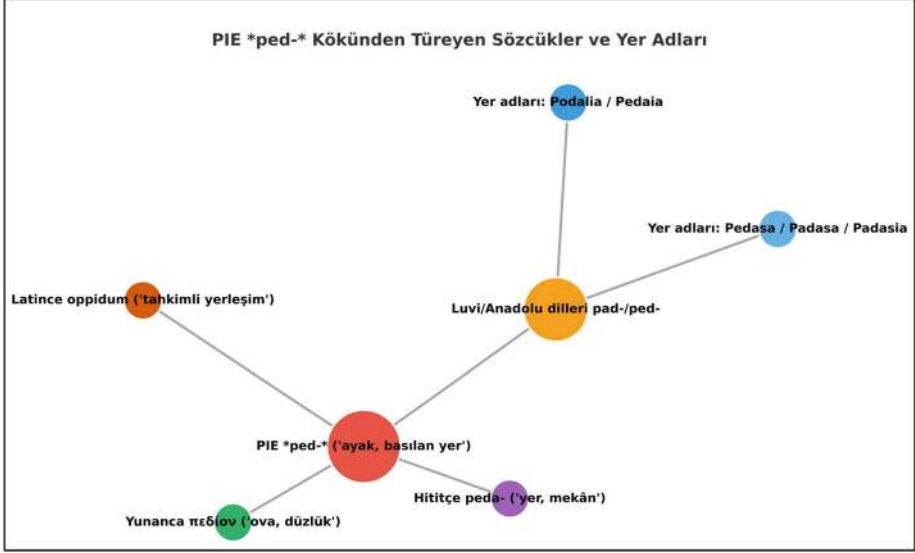 PIE *ped-* Kökünden Türeyen Sözcükler ve Yer Adları
Yer adları: Podalia / Pedaia
Yer adları: Pedasa / Padasa / Padasia
Latince oppidum ('tahkimli yerleşim')
Luvi/Anadolu dilleri pad-/ped-
PIE *ped-* ('ayak, basılan yer')
Hititçe peda- ('yer, mekân')
Yunanca πεδίον ('ova, düzlük')